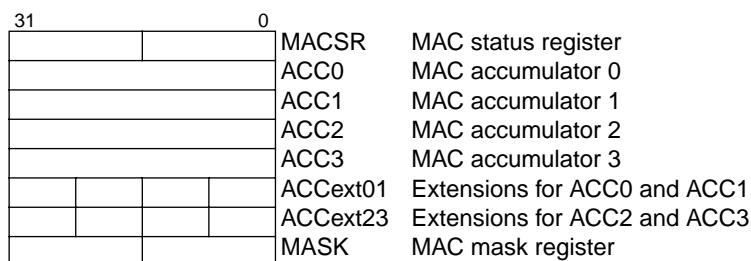 31 0
MACSR MAC status register
ACC0 MAC accumulator 0
ACC1 MAC accumulator 1
ACC2 MAC accumulator 2
ACC3 MAC accumulator 3
ACCext01 Extensions for ACC0 and ACC1
ACCext23 Extensions for ACC2 and ACC3
MASK MAC mask register